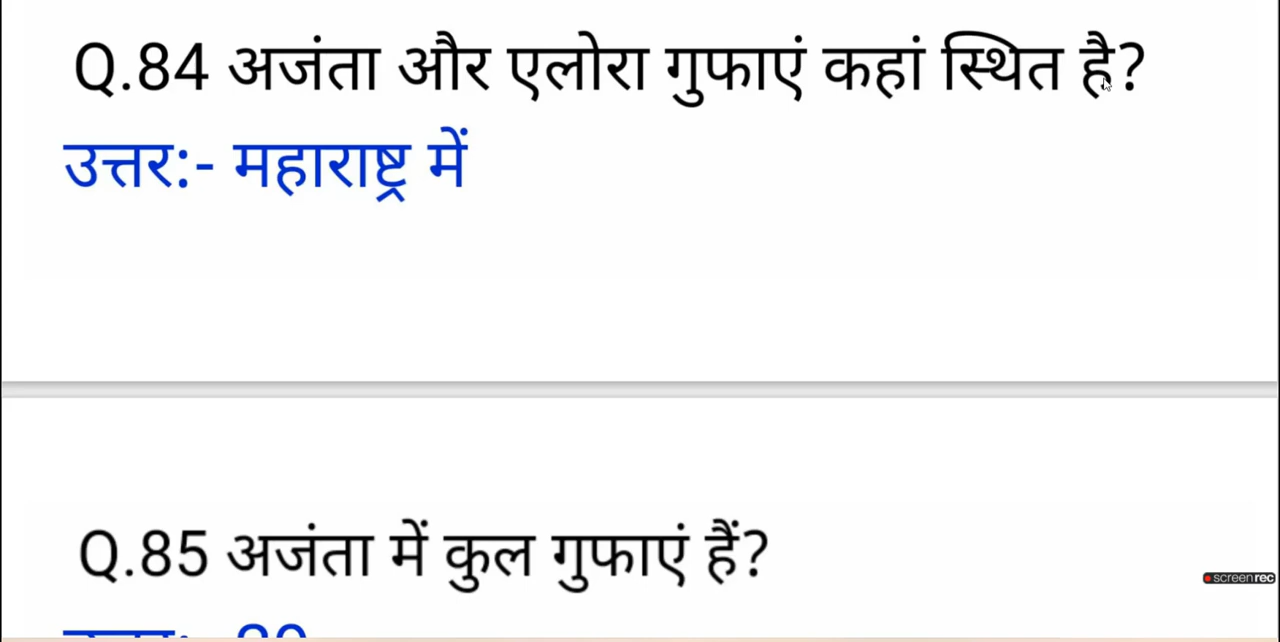 Q.84 अजंता और एलोरा गुफाएं कहां स्थित है?
उत्तर:- महाराष्ट्र में
Q.85 अजंता में कुल गुफाएं हैं?
screenrec